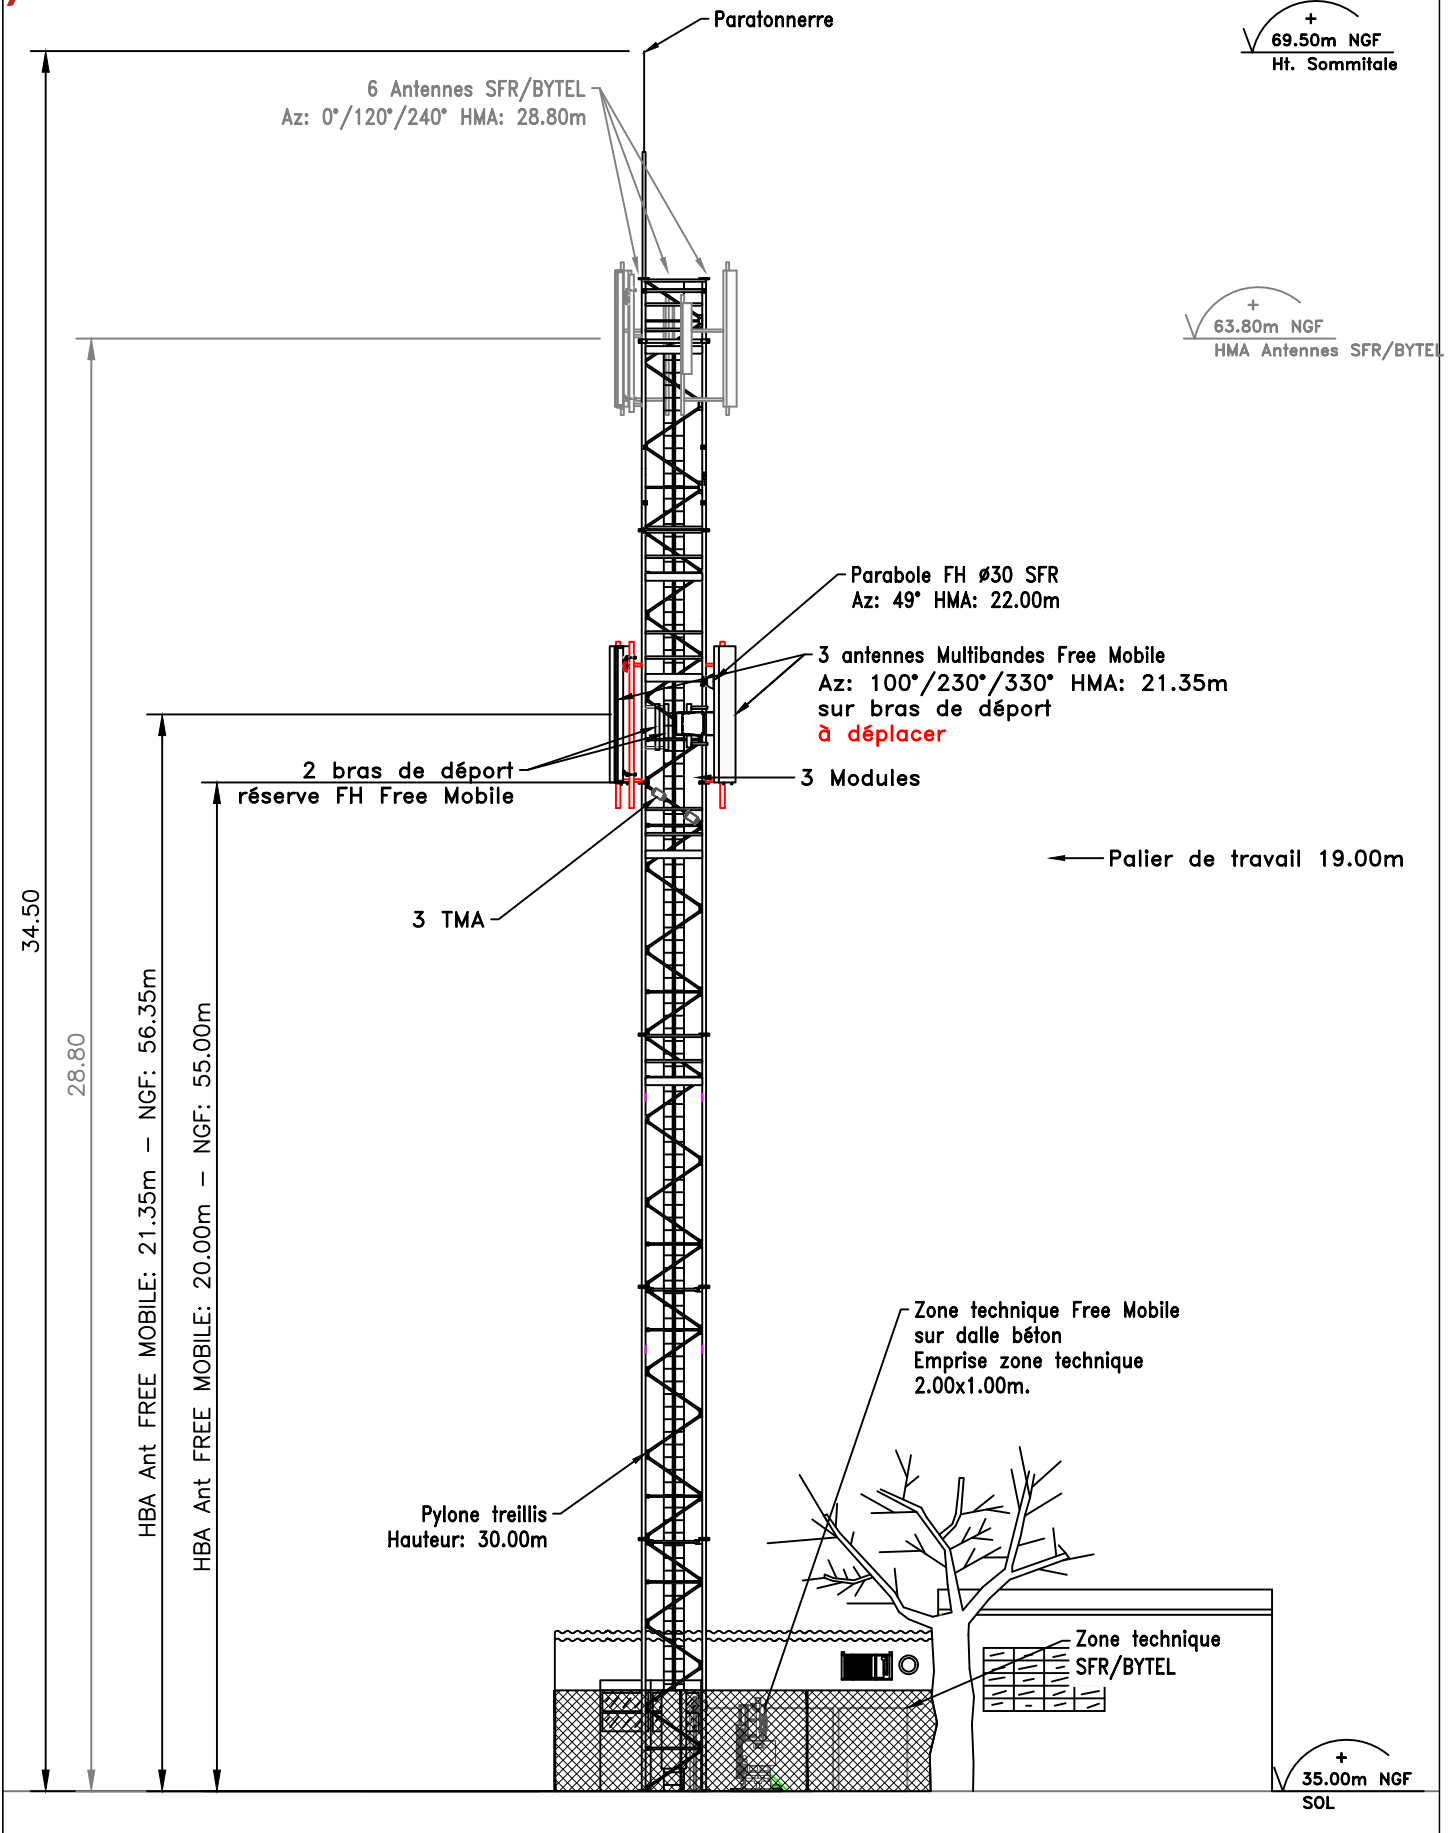 Paratonnerre
+
69.50m NGF
Ht. Sommitale
6 Antennes SFR/BYTEL
Az: 0°/120°/240° HMA: 28.80m
+
63.80m NGF
HMA Antennes SFR/BYTEL
Parabole FH ø30 SFR
Az: 49° HMA: 22.00m
3 antennes Multibandes Free Mobile
Az: 100°/230°/330° HMA: 21.35m
sur bras de déport
à déplacer
2 bras de déport
réserve FH Free Mobile
3 Modules
Palier de travail 19.00m
3 TMA
34.50
28.80
HBA Ant FREE MOBILE: 21.35m – NGF: 56.35m
HBA Ant FREE MOBILE: 20.00m – NGF: 55.00m
Zone technique Free Mobile
sur dalle béton
Emprise zone technique
2.00x1.00m.
Pylone treillis
Hauteur: 30.00m
Zone technique
SFR/BYTEL
+
35.00m NGF
SOL